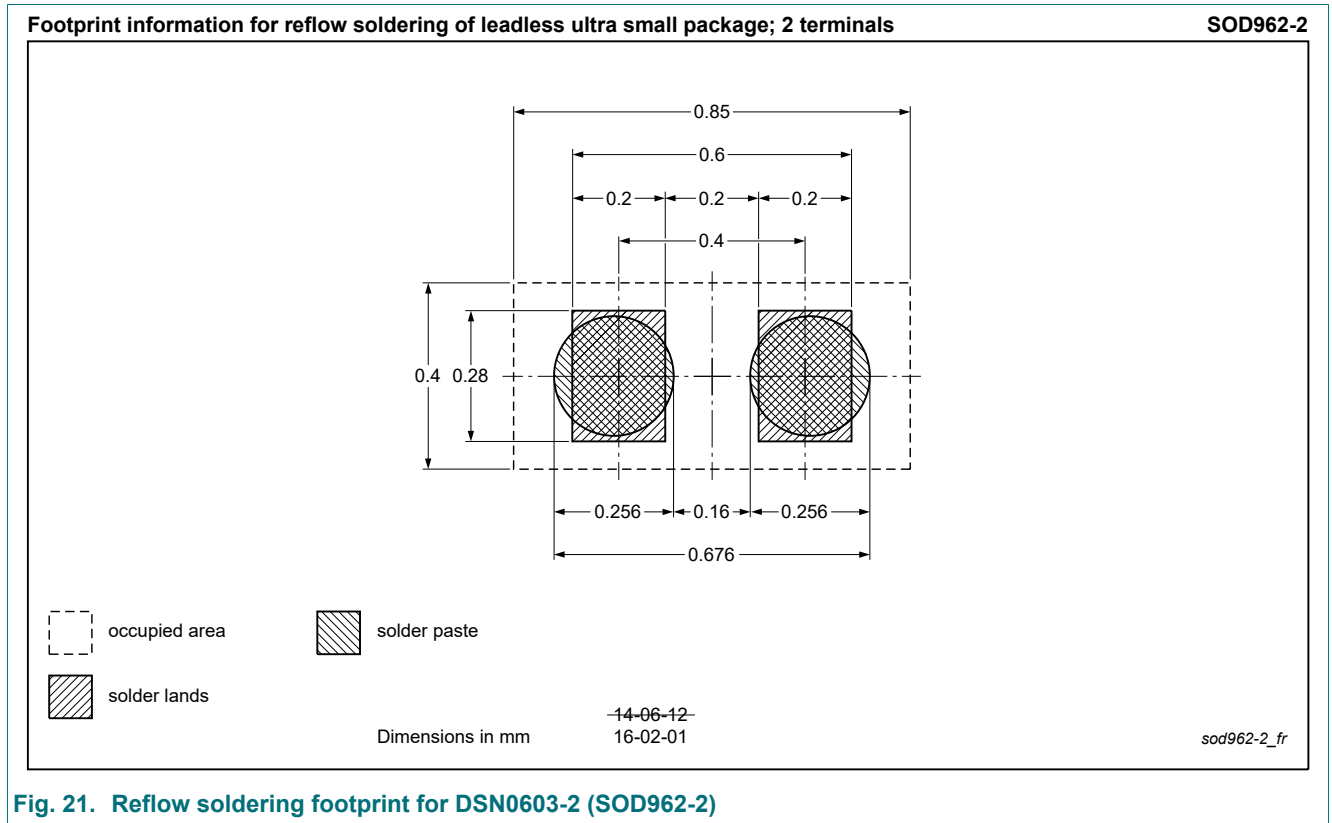 Footprint information for reflow soldering of leadless ultra small package; 2 terminals SOD962-2
0.85
0.6
0.2 0.2 0.2
0.4
0.4 0.28
0.256 0.16 0.256
0.676
occupied area solder paste
solder lands
14-06-12
Dimensions in mm 16-02-01 sod962-2_fr
Fig. 21. Reflow soldering footprint for DSN0603-2 (SOD962-2)